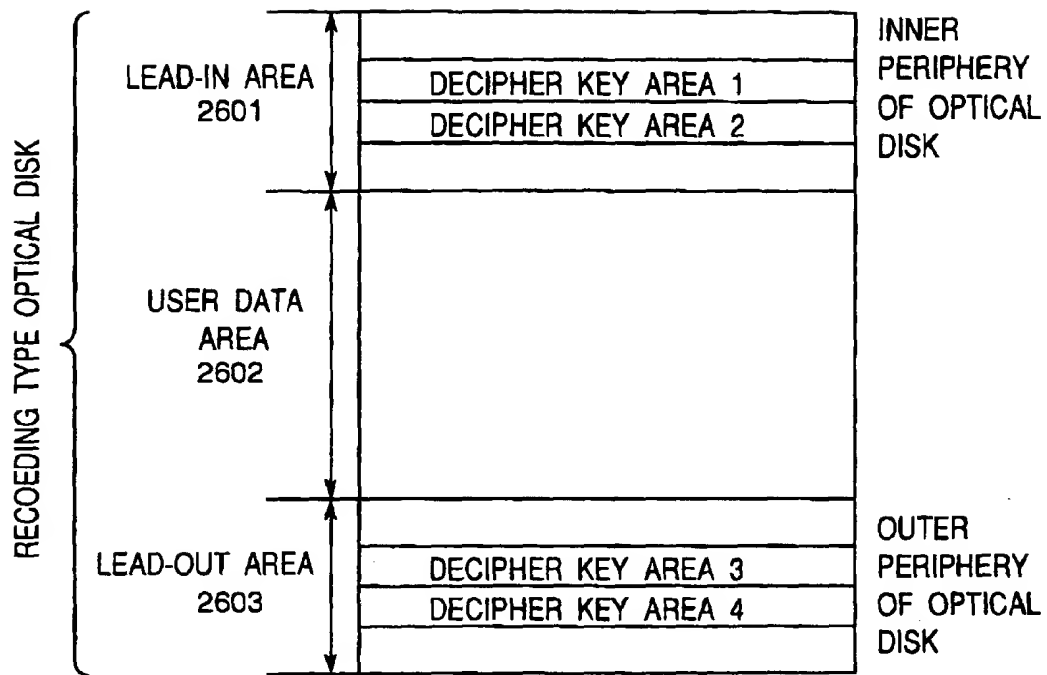 RECOEDING TYPE OPTICAL DISK
LEAD-IN AREA
2601
DECIPHER KEY AREA 1
DECIPHER KEY AREA 2
INNER
PERIPHERY
OF OPTICAL
DISK
USER DATA
AREA
2602
LEAD-OUT AREA
2603
DECIPHER KEY AREA 3
DECIPHER KEY AREA 4
OUTER
PERIPHERY
OF OPTICAL
DISK